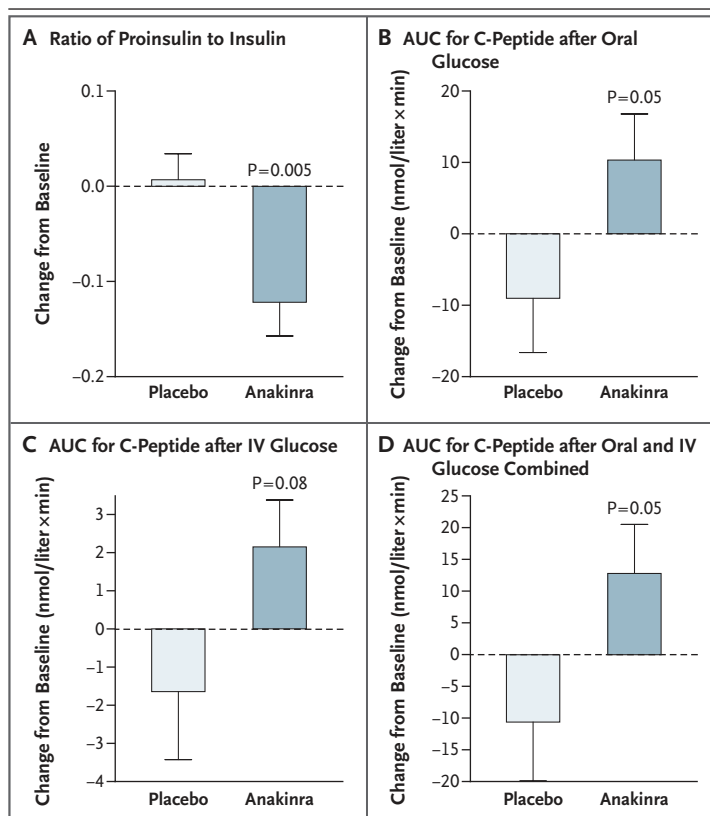 A Ratio of Proinsulin to Insulin
Change from Baseline
0.1
0.0
−0.1
−0.2
P=0.005
Placebo
Anakinra
B AUC for C-Peptide after Oral
Glucose
Change from Baseline (nmol/liter×min)
20
10
0
−10
−20
P=0.05
Placebo
Anakinra
C AUC for C-Peptide after IV Glucose
Change from Baseline (nmol/liter×min)
3
2
1
0
−1
−2
−3
−4
P=0.08
Placebo
Anakinra
D AUC for C-Peptide after Oral and IV
Glucose Combined
Change from Baseline (nmol/liter×min)
25
20
15
10
5
0
−5
−10
−15
−20
P=0.05
Placebo
Anakinra